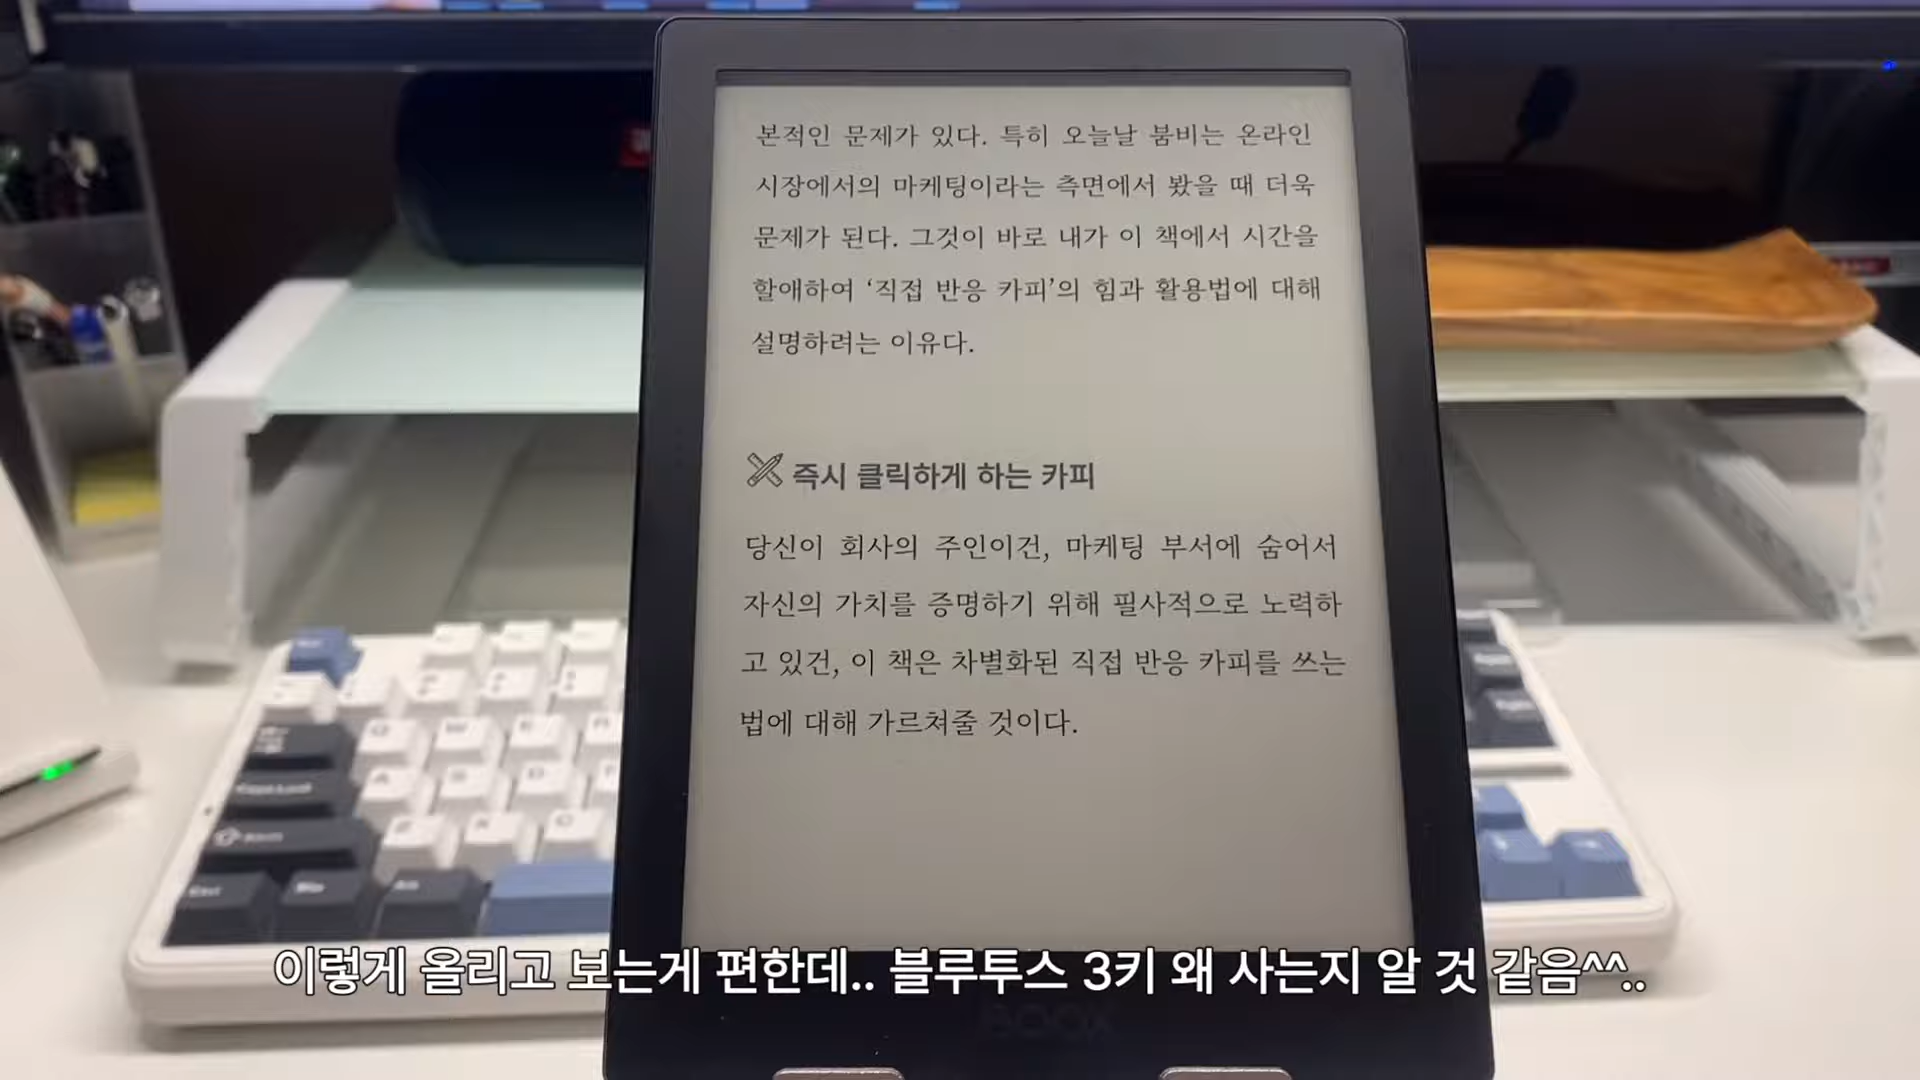 본적인 문제가 있다. 특히 오늘날 붐비는 온라인
시장에서의 마케팅이라는 측면에서 봤을 때 더욱
문제가 된다. 그것이 바로 내가 이 책에서 시간을
할애하여 ‘직접 반응 카피’의 힘과 활용법에 대해
설명하려는 이유다.
즉시 클릭하게 하는 카피
당신이 회사의 주인이건, 마케팅 부서에 숨어서
자신의 가치를 증명하기 위해 필사적으로 노력하
고 있건, 이 책은 차별화된 직접 반응 카피를 쓰는
법에 대해 가르쳐줄 것이다.
이렇게 올리고 보는게 편한데.. 블루투스 3키 왜 사는지 알 것 같음^^..
BOOX